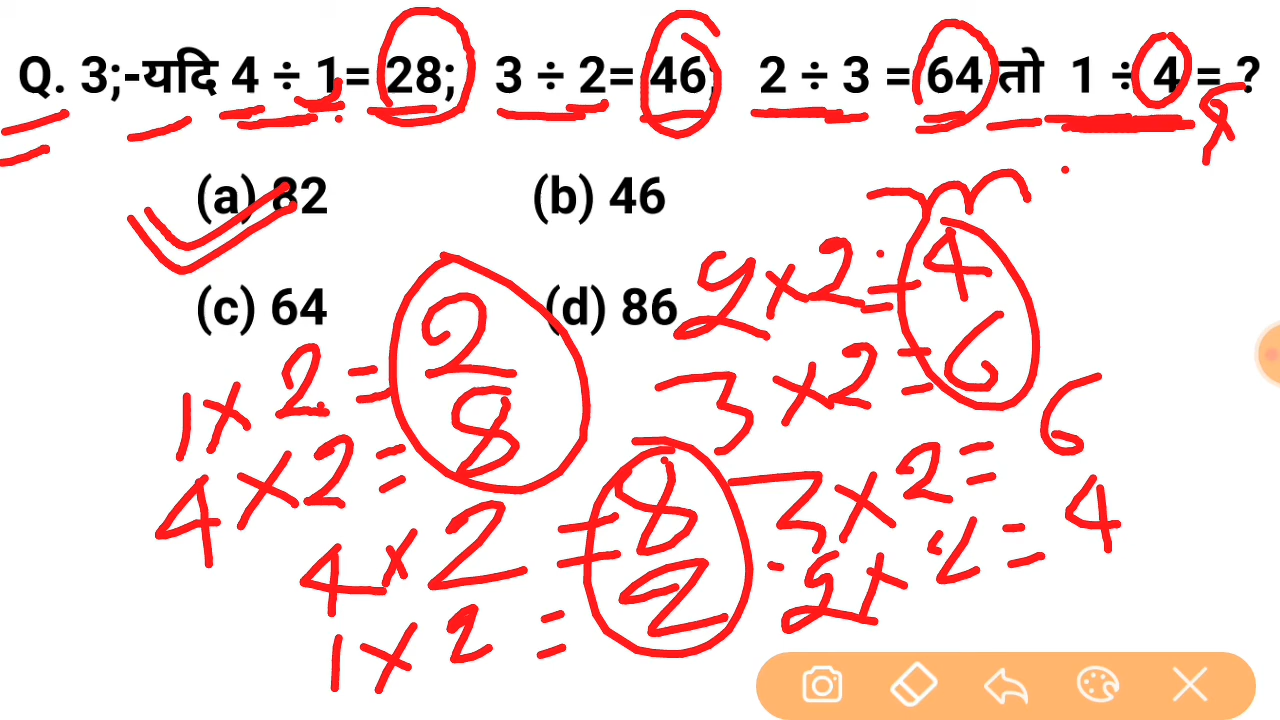 Q. 3;-यदि 4 ÷ 1= 28; 3 ÷ 2= 46; 2 ÷ 3 = 64 तो 1 ÷ 4 = ?
(a) 82 (b) 46
(c) 64 (d) 86
2 x 2 = 4
1 x 2 = 2
3 x 2 = 6
4 x 2 = 8
3 x 2 = 6
4 x 2 = 8
2 x 2 = 4
1 x 2 = 2